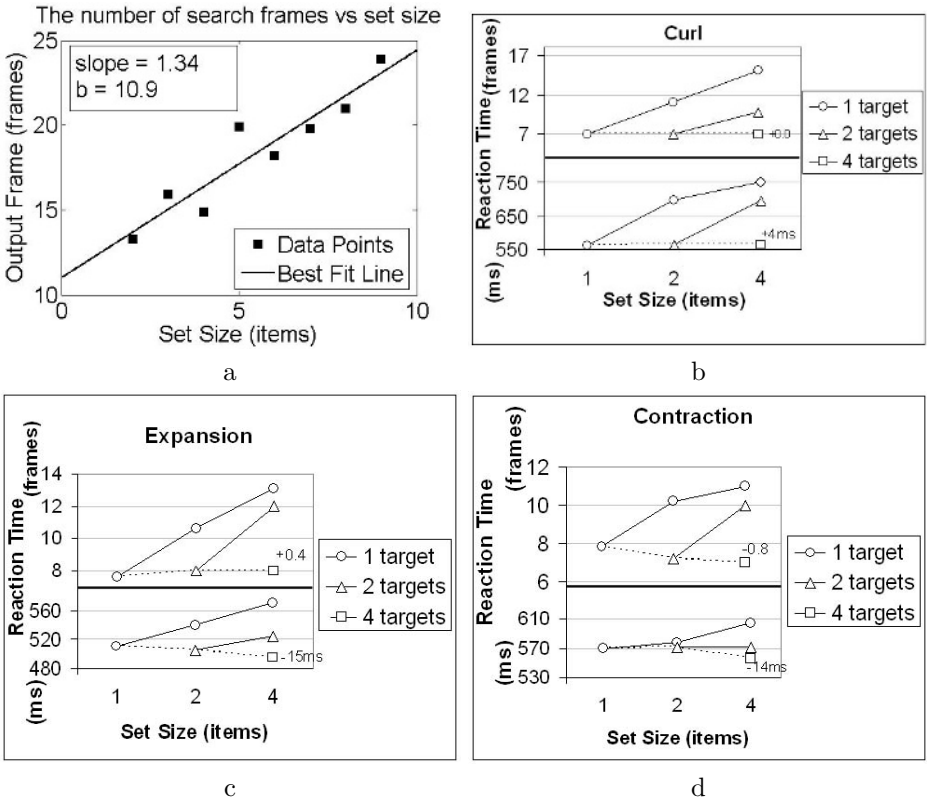 The number of search frames vs set size
25
20
15
10
slope = 1.34
b = 10.9
Output Frame (frames)
Data Points
Best Fit Line
0
5
10
Set Size (items)
a
Curl
Reaction Time (frames)
(ms)
17
12
7
+0.0
750
650
550
+4ms
1
2
4
Set Size (items)
1 target
2 targets
4 targets
b
Expansion
Reaction Time (frames)
(ms)
14
12
10
8
+0.4
560
520
480
-15ms
1
2
4
Set Size (items)
1 target
2 targets
4 targets
c
Contraction
Reaction Time (frames)
(ms)
12
10
8
6
-0.8
610
570
530
-14ms
1
2
4
Set Size (items)
1 target
2 targets
4 targets
d